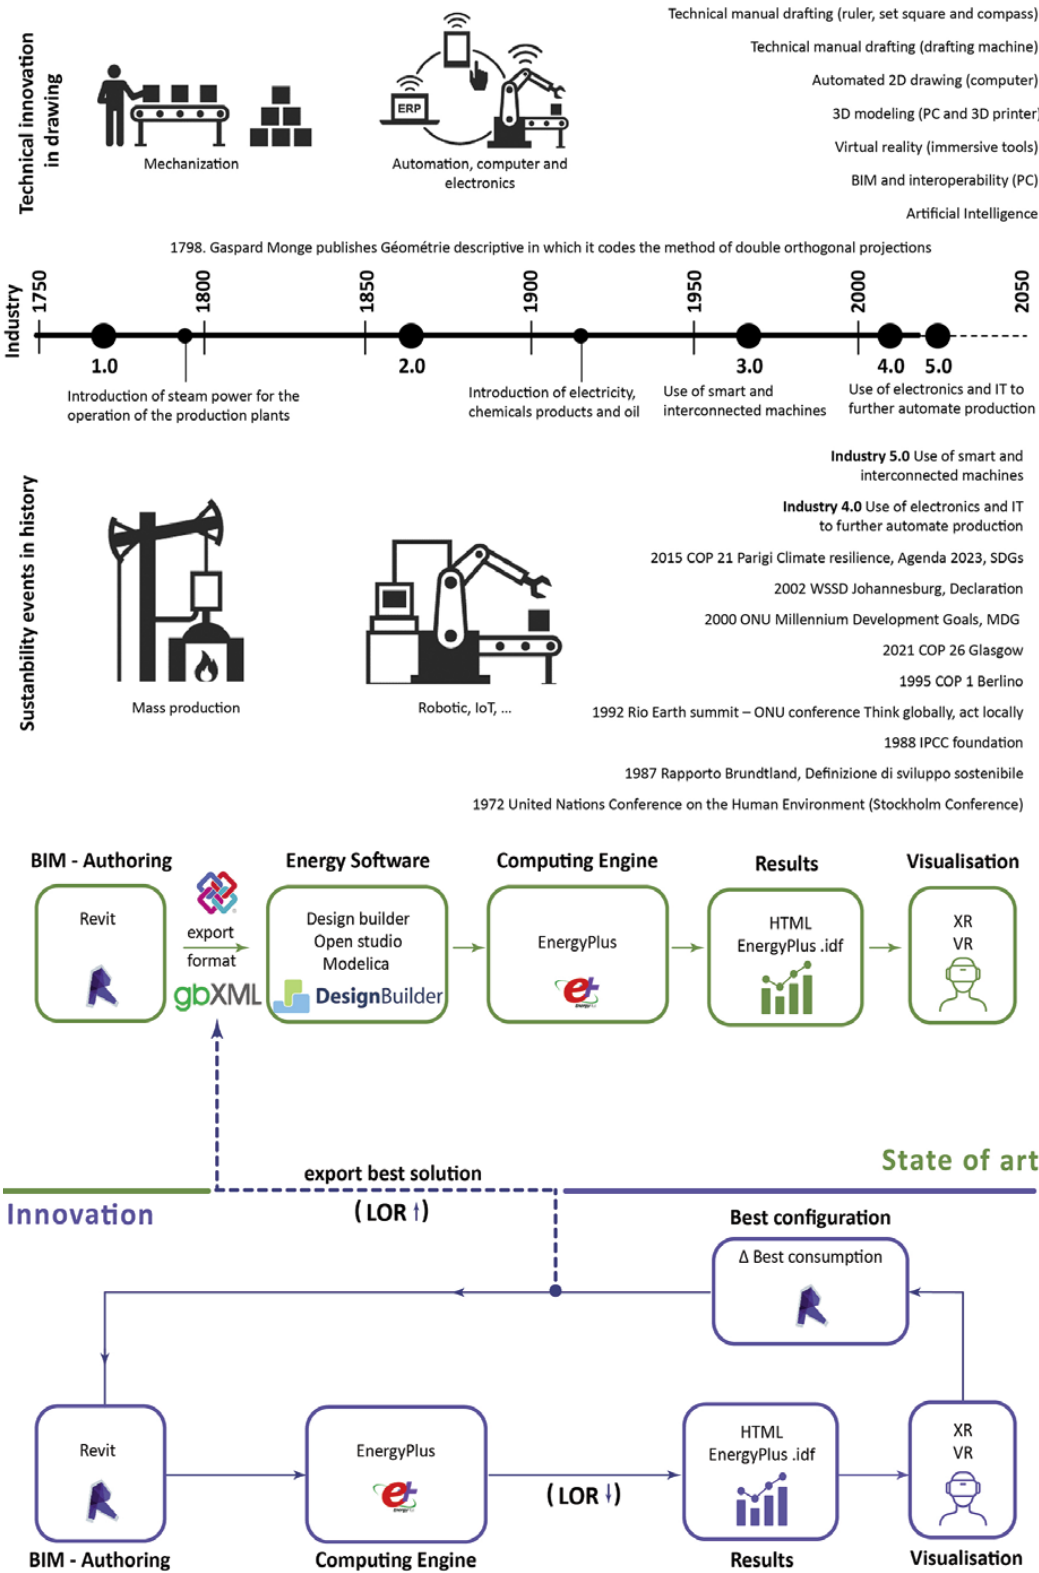 Technical innovation
in drawing
ERP
Mechanization
Automation, computer and
electronics
Technical manual drafting (ruler, set square and compass)
Technical manual drafting (drafting machine)
Automated 2D drawing (computer)
3D modeling (PC and 3D printer)
Virtual reality (immersive tools)
BIM and interoperability (PC)
Artificial Intelligence
1798. Gaspard Monge publishes Géométrie descriptive in which it codes the method of double orthogonal projections
Industry
1750
1800
1850
1900
1950
2000
2050
1.0
2.0
3.0
4.0
5.0
Introduction of steam power for the
operation of the production plants
Introduction of electricity,
chemicals products and oil
Use of smart and
interconnected machines
Use of electronics and IT to
further automate production
Sustanbility events in history
Mass production
Robotic, IoT, ...
Industry 5.0 Use of smart and
interconnected machines
Industry 4.0 Use of electronics and IT
to further automate production
2015 COP 21 Parigi Climate resilience, Agenda 2023, SDGs
2002 WSSD Johannesburg, Declaration
2000 ONU Millennium Development Goals, MDG
2021 COP 26 Glasgow
1995 COP 1 Berlino
1992 Rio Earth summit – ONU conference Think globally, act locally
1988 IPCC foundation
1987 Rapporto Brundtland, Definizione di sviluppo sostenibile
1972 United Nations Conference on the Human Environment (Stockholm Conference)
BIM - Authoring
Energy Software
Computing Engine
Results
Visualisation
Revit
export
format
gbXML
Design builder
Open studio
Modelica
DesignBuilder
EnergyPlus
e+
EnergyPlus
HTML
EnergyPlus .idf
XR
VR
State of art
export best solution
(LOR ↑)
Innovation
Best configuration
Δ Best consumption
Revit
EnergyPlus
e+
EnergyPlus
(LOR ↓)
HTML
EnergyPlus .idf
XR
VR
BIM - Authoring
Computing Engine
Results
Visualisation